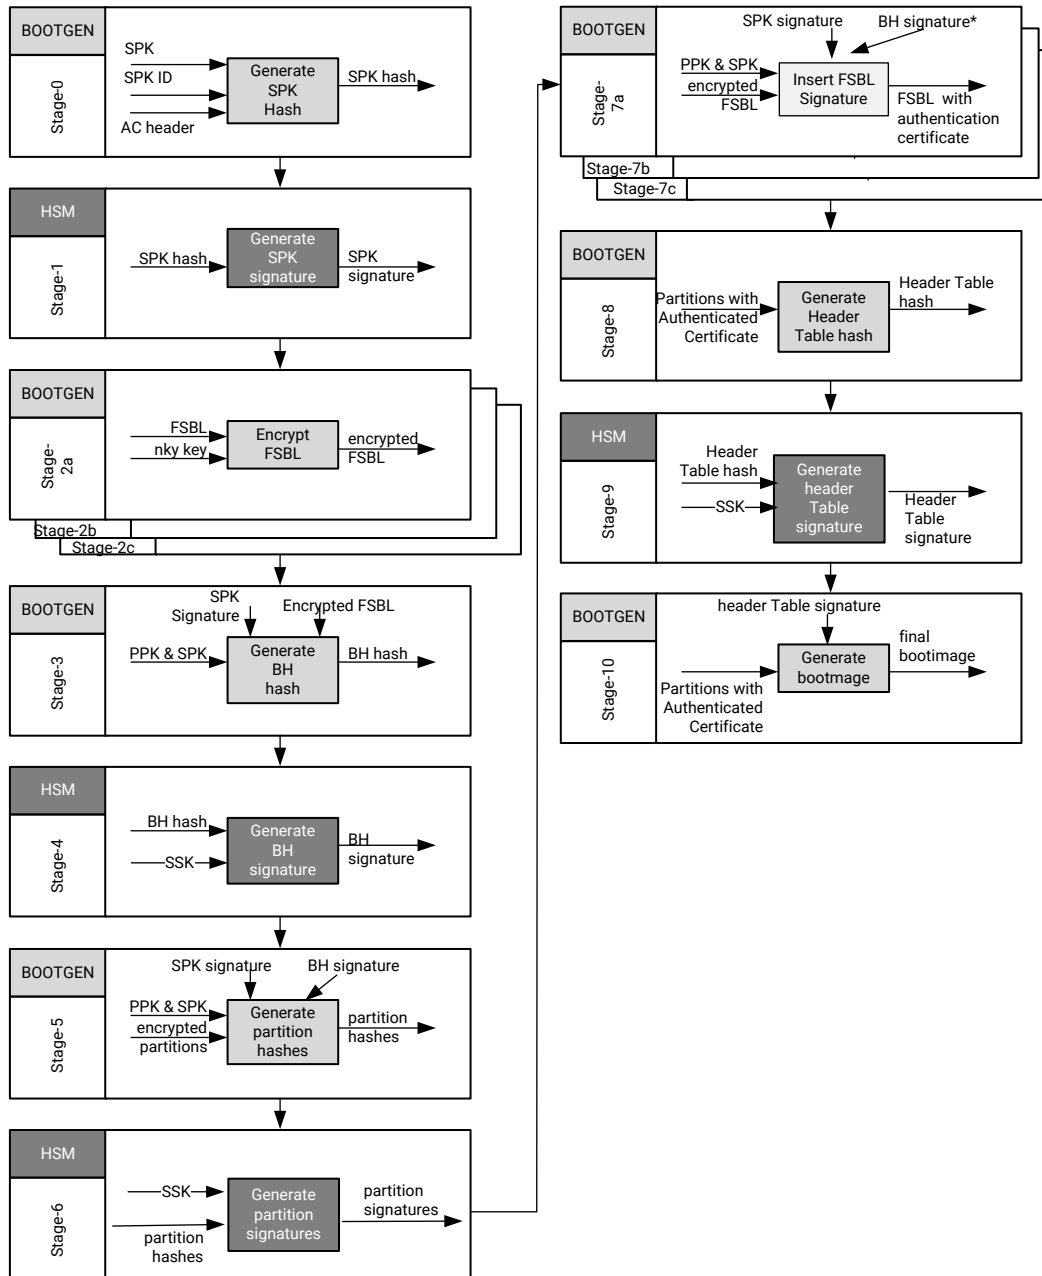 BOOTGEN
Stage-0
SPK
SPK ID
AC header
Generate
SPK
Hash
SPK hash
HSM
Stage-1
SPK hash
Generate
SPK
signature
SPK
signature
BOOTGEN
Stage-
2a
FSBL
nky key
Encrypt
FSBL
encrypted
FSBL
Stage-2b
Stage-2c
BOOTGEN
Stage-3
SPK
Signature
Encrypted FSBL
PPK & SPK
Generate
BH
hash
BH hash
HSM
Stage-4
BH hash
SSK
Generate
BH
signature
BH
signature
BOOTGEN
Stage-5
SPK signature
BH signature
PPK & SPK
encrypted
partitions
Generate
partition
hashes
partition
hashes
HSM
Stage-6
SSK
partition
hashes
Generate
partition
signatures
partition
signatures
BOOTGEN
Stage-
7a
SPK signature
BH signature*
PPK & SPK
encrypted
FSBL
Insert FSBL
Signature
FSBL with
authentication
certificate
Stage-7b
Stage-7c
BOOTGEN
Stage-8
Partitions with
Authenticated
Certificate
Generate
Header
Table hash
Header Table
hash
HSM
Stage-9
Header
Table hash
SSK
Generate
header
Table
signature
Header
Table
signature
BOOTGEN
Stage-10
header Table signature
Partitions with
Authenticated
Certificate
Generate
bootmage
final
bootimage